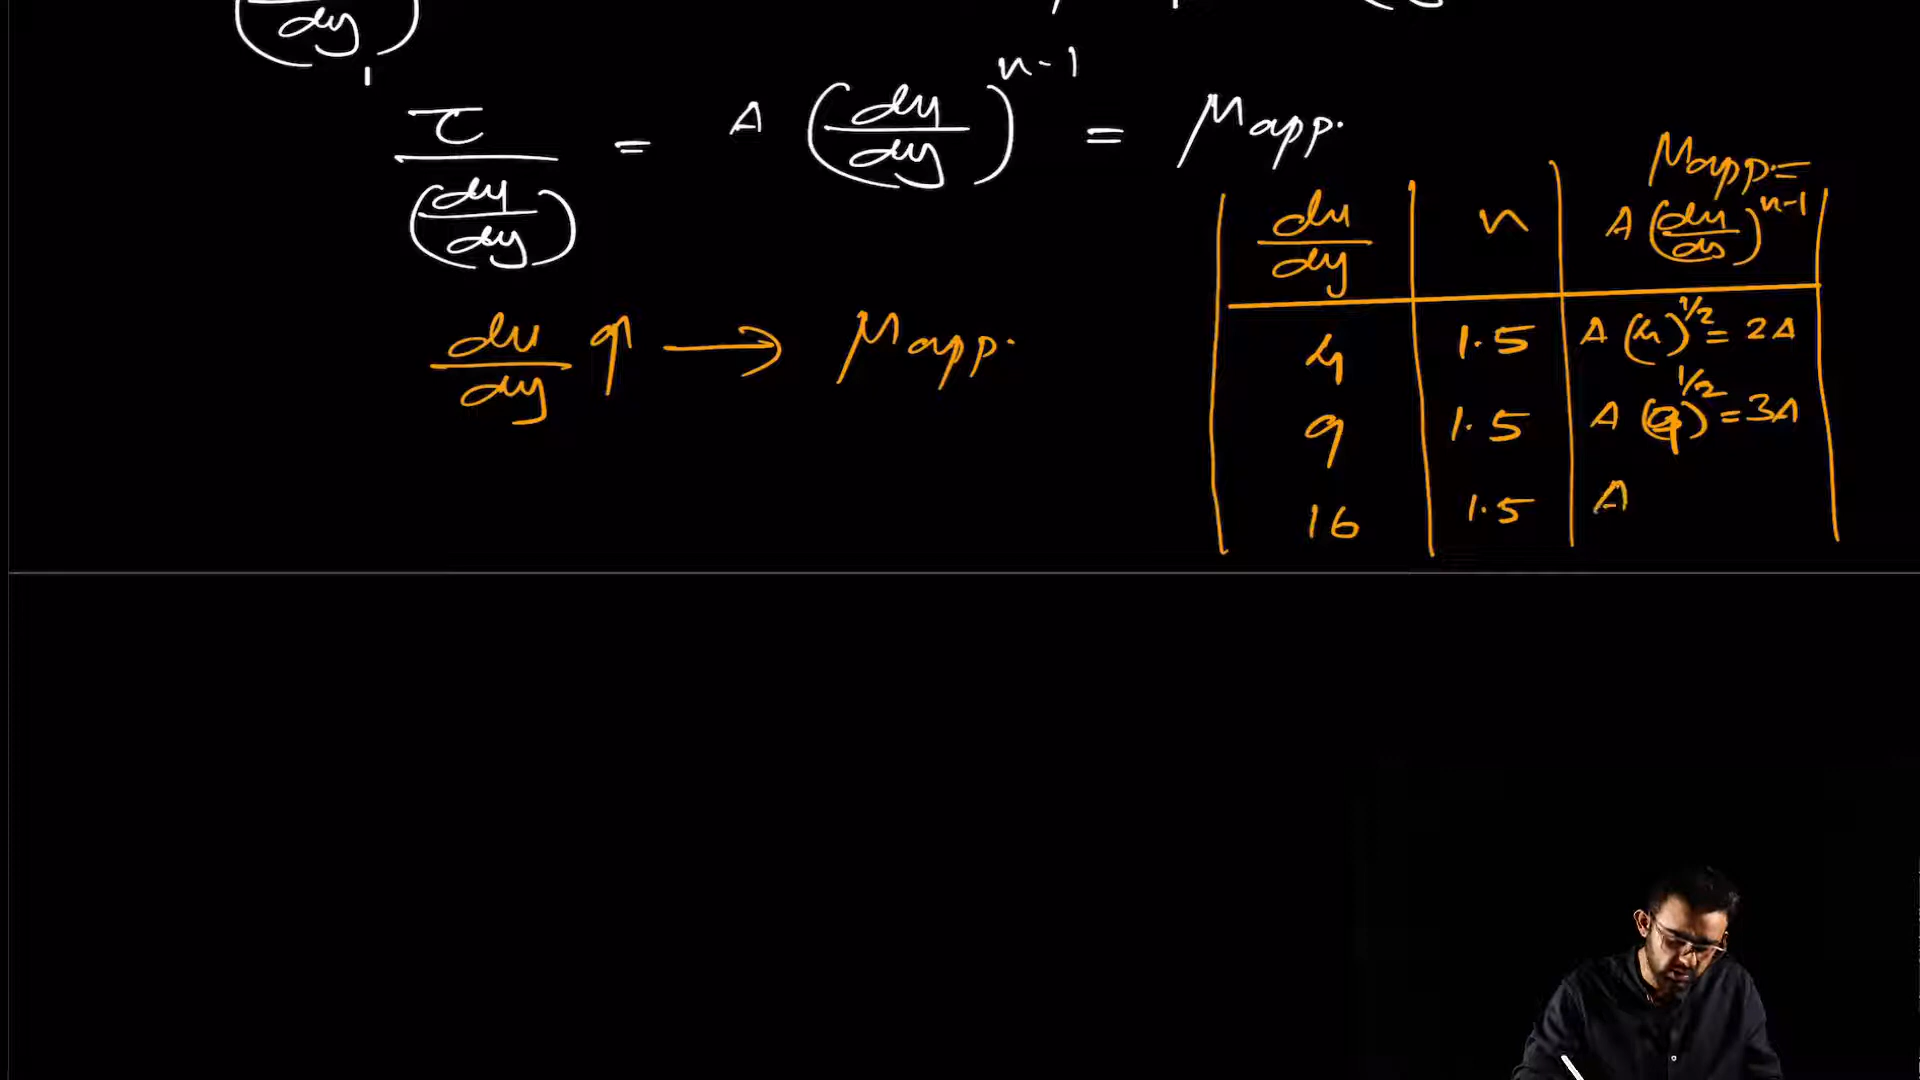 (dy)
τ/(du/dy) = A (du/dy)^n-1 = μapp.
du/dy ↑ → μapp.
du/dy | n | μapp.= A (du/dy)^n-1
4 | 1.5 | A (4)^1/2 = 2A
9 | 1.5 | A (9)^1/2 = 3A
16 | 1.5 | A